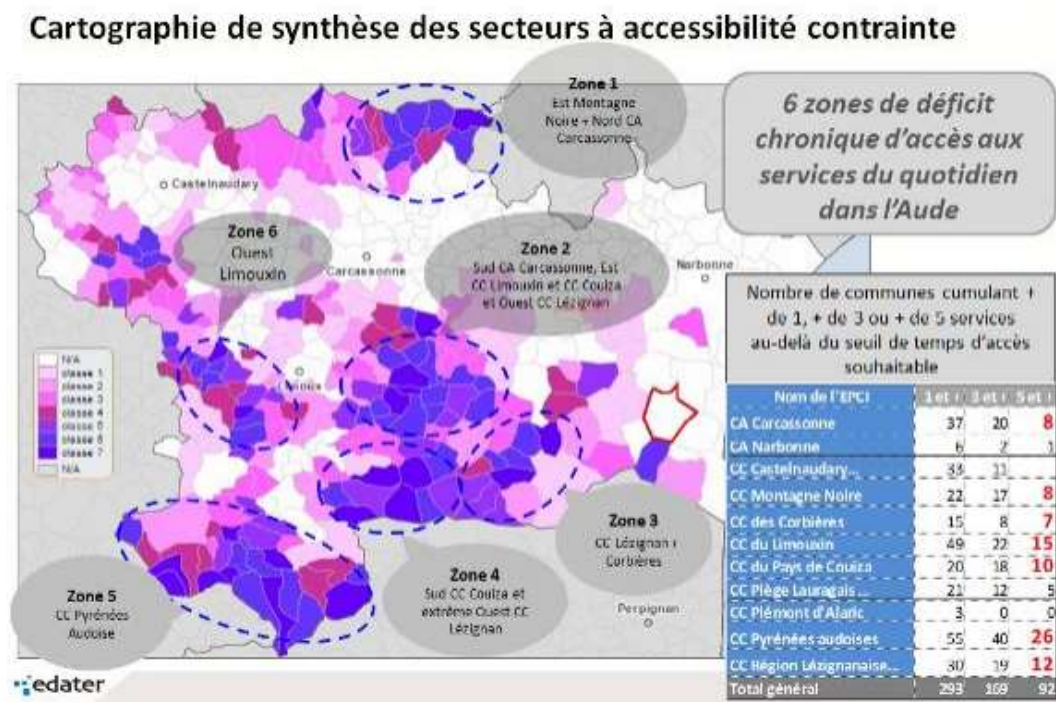 Cartographie de synthèse des secteurs à accessibilité contrainte
Zone 1
Est Montagne
Noire + Nord CA
Carcassonne
6 zones de déficit
chronique d'accès aux
services du quotidien
dans l'Aude
Castelnaudary
Zone 6
Ouest
Limouxin
Carcassonne
Zone 2
Sud CA Carcassonne, Est
CC Limouxin et CC Couiza
et Ouest CC Lézignan
Narbonne
Limoux
N/A
classe 1
classe 2
classe 3
classe 4
classe 5
classe 6
classe 7
N/A
Zone 3
CC Lézignan +
Corbières
Zone 4
Sud CC Couiza et
extrême Ouest CC
Lézignan
Zone 5
CC Pyrénées
Audoise
Perpignan
edater
Nombre de communes cumulant +
de 1, + de 3 ou + de 5 services
au-delà du seuil de temps d'accès
souhaitable
Nom de l'EPCI 1 et + 3 et + 5 et +
CA Carcassonne 37 20 8
CA Narbonne 6 2 1
CC Castelnaudary... 33 11
CC Montagne Noire 22 17 8
CC des Corbières 15 8 7
CC du Limouxin 49 22 15
CC du Pays de Couiza 20 18 10
CC Piège Lauragais... 21 12 5
CC Piémont d'Alaric 3 0 0
CC Pyrénées audoises 55 40 26
CC Région Lézignanaise... 30 19 12
Total général 293 169 92